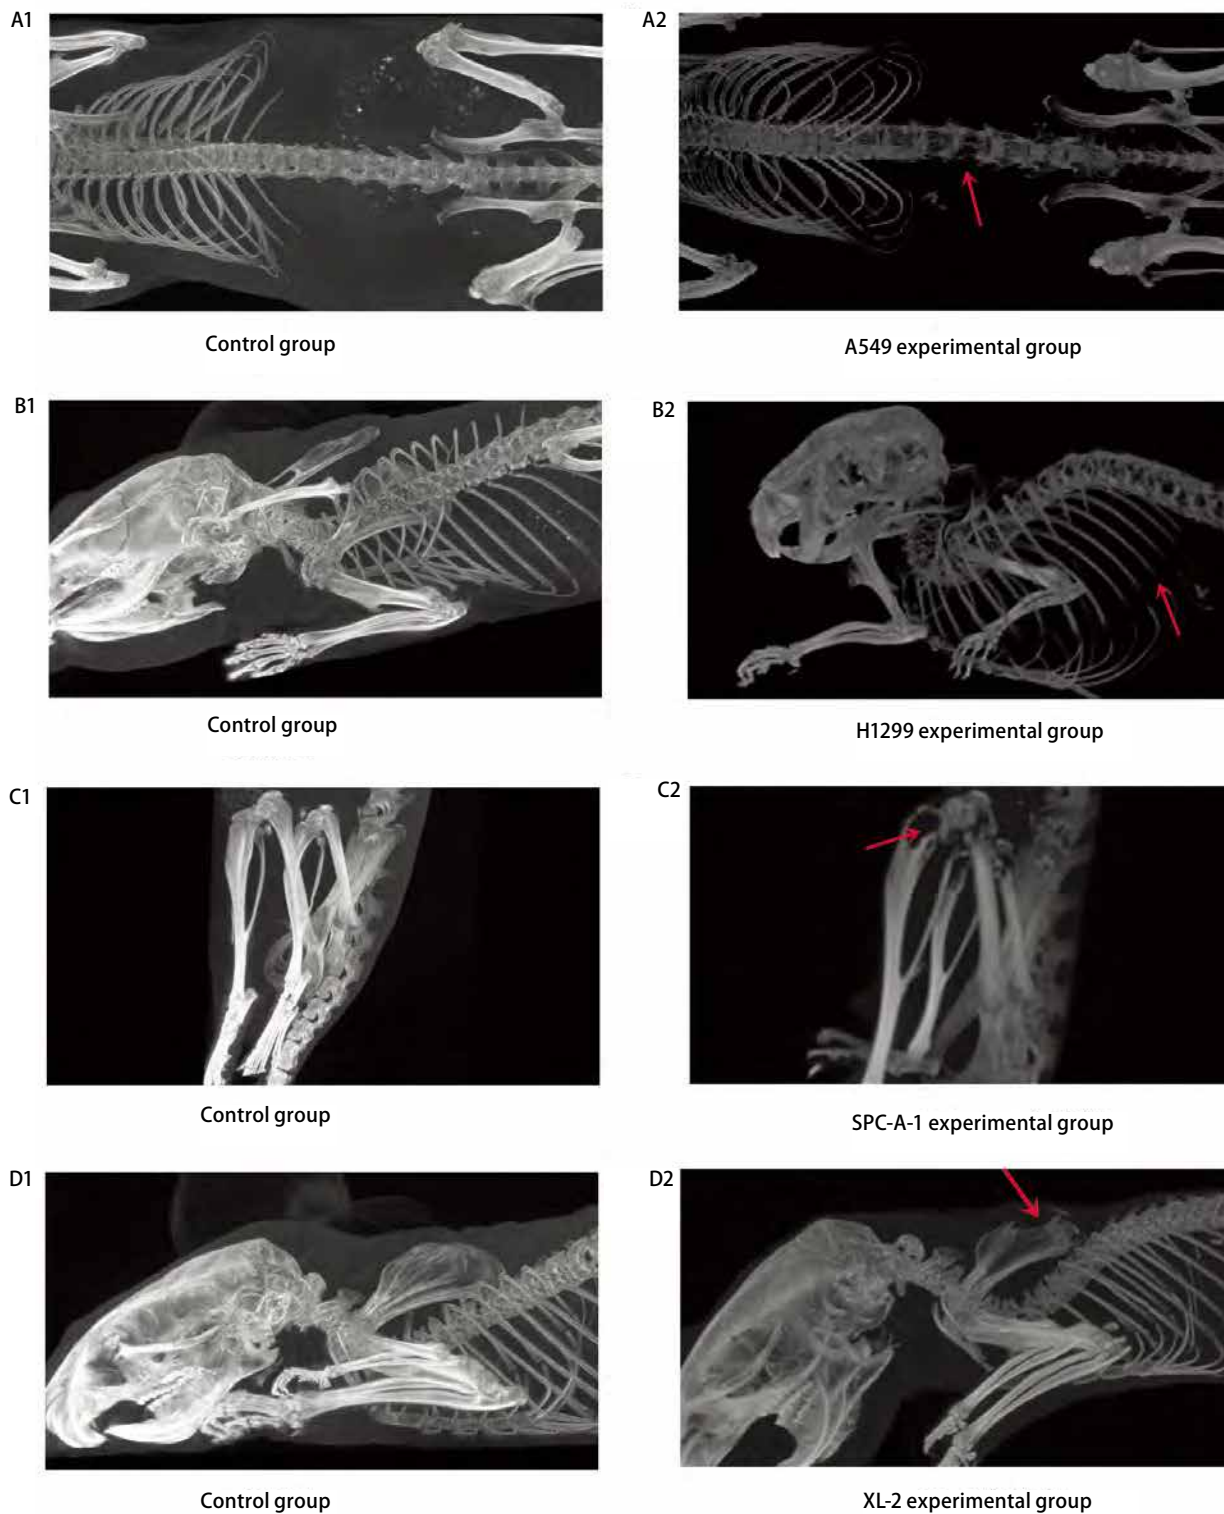 A1
A2
Control group
A549 experimental group
B1
B2
Control group
H1299 experimental group
C1
C2
Control group
SPC-A-1 experimental group
D1
D2
Control group
XL-2 experimental group